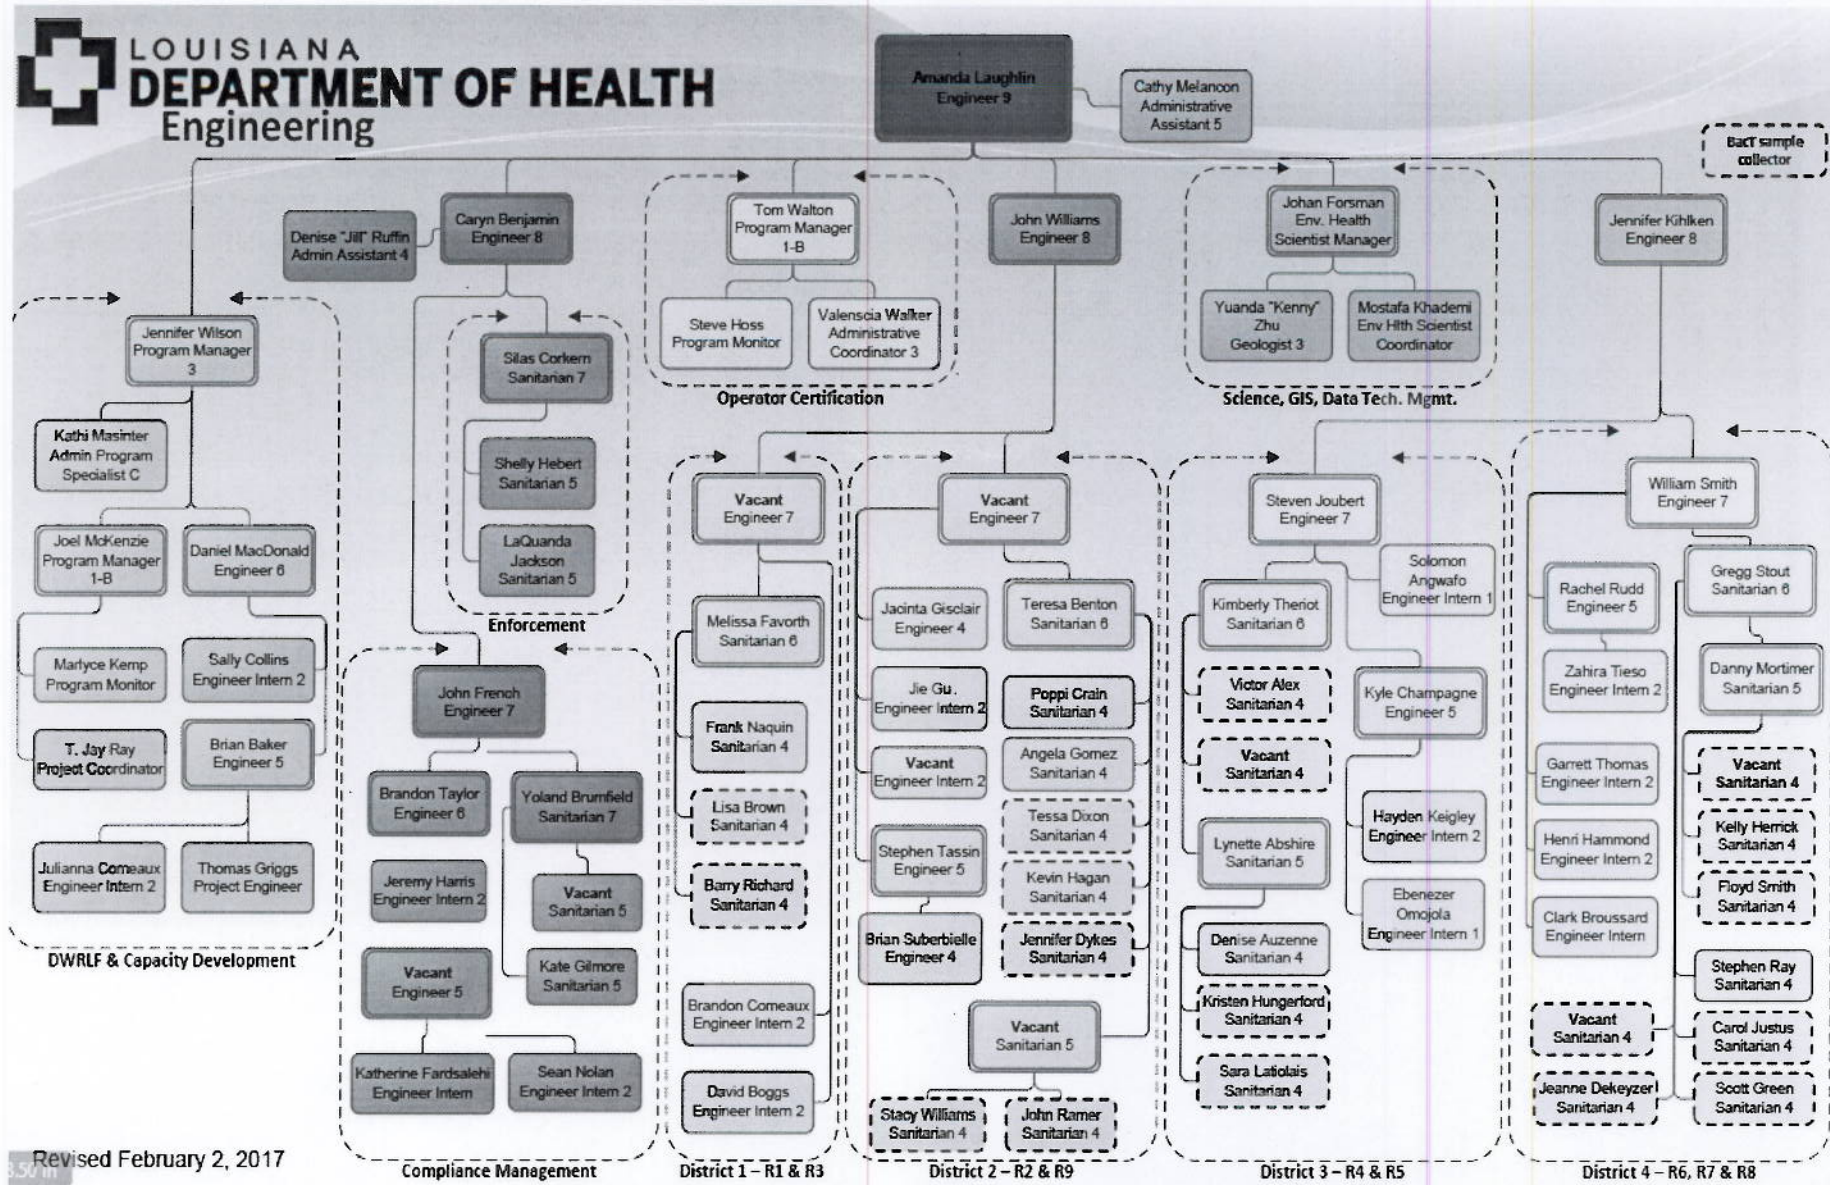 LOUISIANA
DEPARTMENT OF HEALTH
Engineering
Amanda Laughlin
Engineer 9
Cathy Melancon
Administrative
Assistant 5
BacT sample
collector
Denise "Jill" Ruffin
Admin Assistant 4
Caryn Benjamin
Engineer 8
Tom Walton
Program Manager
1-B
John Williams
Engineer 8
Johan Forsman
Env. Health
Scientist Manager
Jennifer Kihlken
Engineer 8
Steve Hoss
Program Monitor
Valenscia Walker
Administrative
Coordinator 3
Operator Certification
Yuanda "Kenny"
Zhu
Geologist 3
Mostafa Khademi
Env Hlth Scientist
Coordinator
Science, GIS, Data Tech. Mgmt.
Jennifer Wilson
Program Manager
3
Kathi Masinter
Admin Program
Specialist C
Joel McKenzie
Program Manager
1-B
Daniel MacDonald
Engineer 6
Marlyce Kemp
Program Monitor
Sally Collins
Engineer Intern 2
T. Jay Ray
Project Coordinator
Brian Baker
Engineer 5
Julianna Comeaux
Engineer Intern 2
Thomas Griggs
Project Engineer
DWRLF & Capacity Development
Silas Corkern
Sanitarian 7
Shelly Hebert
Sanitarian 5
LaQuanda
Jackson
Sanitarian 5
Enforcement
John French
Engineer 7
Brandon Taylor
Engineer 6
Yoland Brumfield
Sanitarian 7
Jeremy Harris
Engineer Intern 2
Vacant
Sanitarian 5
Vacant
Engineer 5
Kate Gilmore
Sanitarian 5
Katherine Fardsalehi
Engineer Intern
Sean Nolan
Engineer Intern 2
Compliance Management
Vacant
Engineer 7
Melissa Favorth
Sanitarian 6
Frank Naquin
Sanitarian 4
Lisa Brown
Sanitarian 4
Barry Richard
Sanitarian 4
Brandon Comeaux
Engineer Intern 2
David Boggs
Engineer Intern 2
District 1 – R1 & R3
Vacant
Engineer 7
Jacinta Gisclair
Engineer 4
Teresa Benton
Sanitarian 6
Jie Gu.
Engineer Intern 2
Poppi Crain
Sanitarian 4
Vacant
Engineer Intern 2
Angela Gomez
Sanitarian 4
Tessa Dixon
Sanitarian 4
Stephen Tassin
Engineer 5
Kevin Hagan
Sanitarian 4
Brian Suberbielle
Engineer 4
Jennifer Dykes
Sanitarian 4
Vacant
Sanitarian 5
Stacy Williams
Sanitarian 4
John Ramer
Sanitarian 4
District 2 – R2 & R9
Steven Joubert
Engineer 7
Solomon
Angwafo
Engineer Intern 1
Kimberly Theriot
Sanitarian 6
Victor Alex
Sanitarian 4
Kyle Champagne
Engineer 5
Vacant
Sanitarian 4
Hayden Keigley
Engineer Intern 2
Lynette Abshire
Sanitarian 5
Ebenezer
Omojola
Engineer Intern 1
Denise Auzenne
Sanitarian 4
Kristen Hungerford
Sanitarian 4
Sara Latiolais
Sanitarian 4
District 3 – R4 & R5
William Smith
Engineer 7
Rachel Rudd
Engineer 5
Gregg Stout
Sanitarian 6
Zahira Tieso
Engineer Intern 2
Danny Mortimer
Sanitarian 5
Garrett Thomas
Engineer Intern 2
Vacant
Sanitarian 4
Henri Hammond
Engineer Intern 2
Kelly Herrick
Sanitarian 4
Clark Broussard
Engineer Intern
Floyd Smith
Sanitarian 4
Stephen Ray
Sanitarian 4
Vacant
Sanitarian 4
Carol Justus
Sanitarian 4
Jeanne Dekeyzer
Sanitarian 4
Scott Green
Sanitarian 4
District 4 – R6, R7 & R8
Revised February 2, 2017